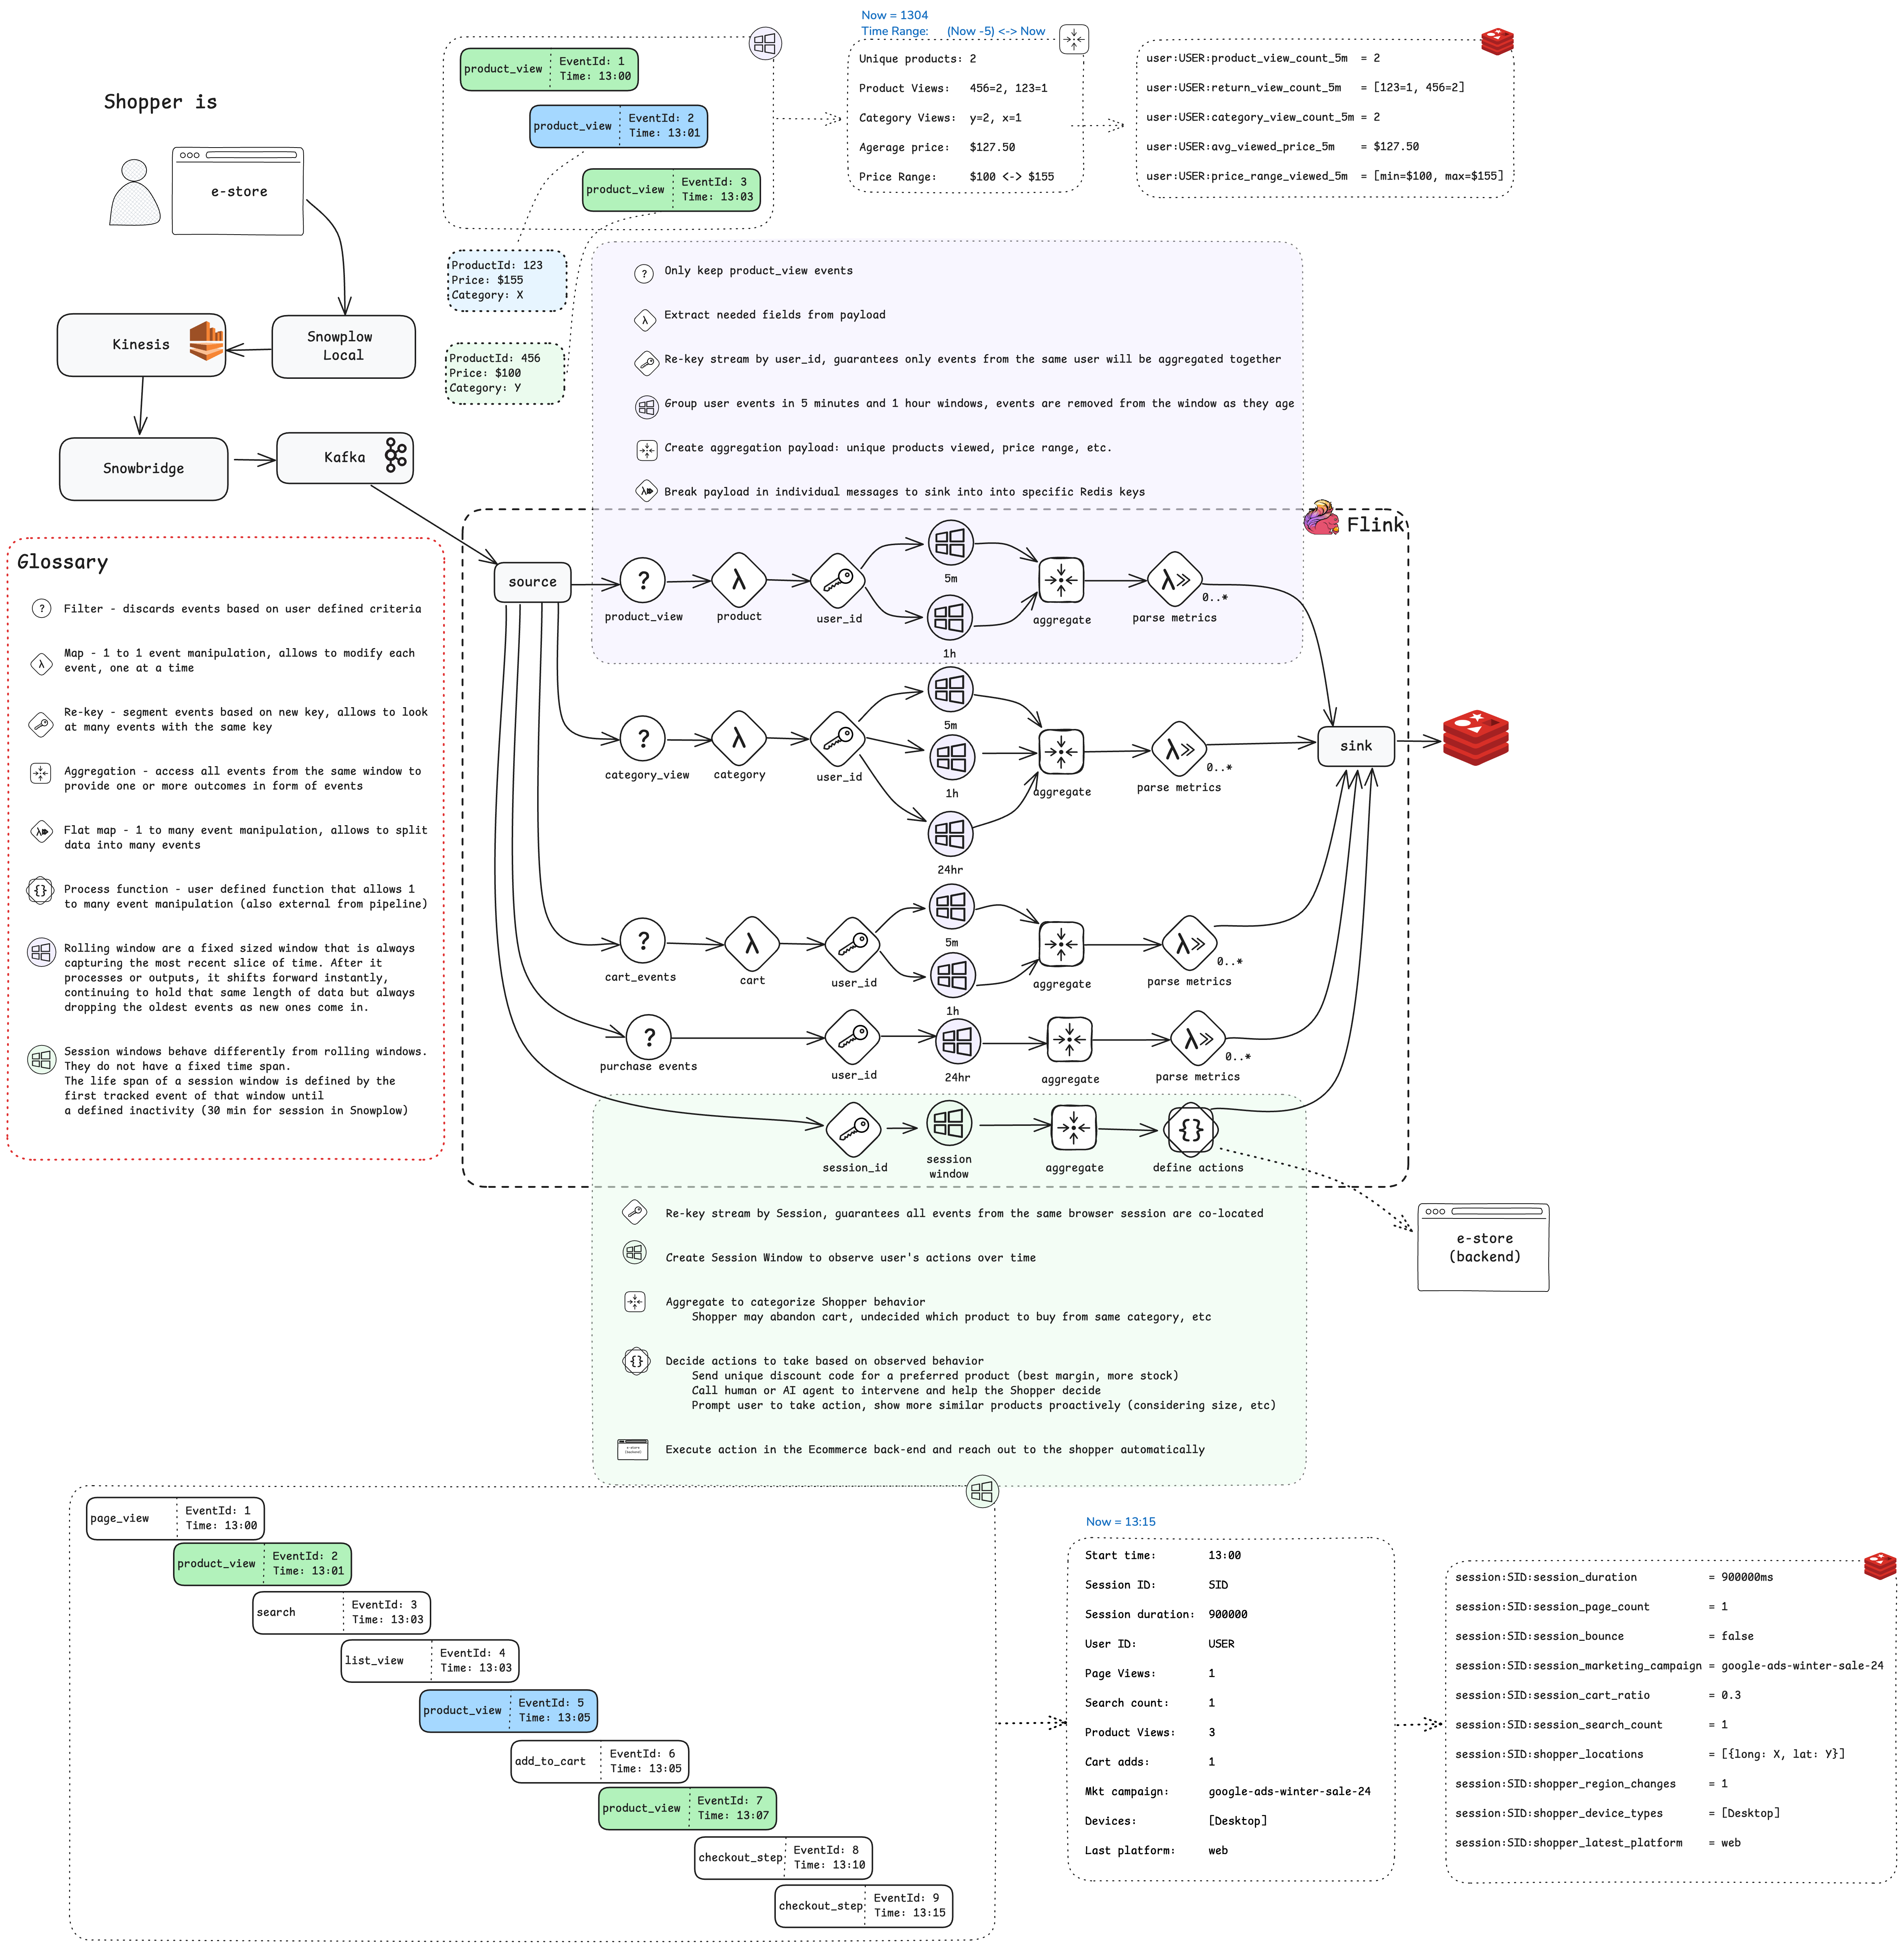 Now = 1304
Time Range: (Now -5) <-> Now
product_view
EventId: 1
Time: 13:00
product_view
EventId: 2
Time: 13:01
product_view
EventId: 3
Time: 13:03
Unique products: 2
Product Views: 456=2, 123=1
Category Views: y=2, x=1
Agerage price: $127.50
Price Range: $100 <-> $155
user:USER:product_view_count_5m = 2
user:USER:return_view_count_5m = [123=1, 456=2]
user:USER:category_view_count_5m = 2
user:USER:avg_viewed_price_5m = $127.50
user:USER:price_range_viewed_5m = [min=$100, max=$155]
Shopper is
e-store
ProductId: 123
Price: $155
Category: X
ProductId: 456
Price: $100
Category: Y
Kinesis
Snowplow
Local
Snowbridge
Kafka
? Only keep product_view events
λ Extract needed fields from payload
Re-key stream by user_id, guarantees only events from the same user will be aggregated together
Group user events in 5 minutes and 1 hour windows, events are removed from the window as they age
Create aggregation payload: unique products viewed, price range, etc.
λ Break payload in individual messages to sink into into specific Redis keys
Flink
Glossary
? Filter - discards events based on user defined criteria
λ Map - 1 to 1 event manipulation, allows to modify each
event, one at a time
Re-key - segment events based on new key, allows to look
at many events with the same key
Aggregation - access all events from the same window to
provide one or more outcomes in form of events
λ Flat map - 1 to many event manipulation, allows to split
data into many events
{} Process function - user defined function that allows 1
to many event manipulation (also external from pipeline)
Rolling window are a fixed sized window that is always
capturing the most recent slice of time. After it
processes or outputs, it shifts forward instantly,
continuing to hold that same length of data but always
dropping the oldest events as new ones come in.
Session windows behave differently from rolling windows.
They do not have a fixed time span.
The life span of a session window is defined by the
first tracked event of that window until
a defined inactivity (30 min for session in Snowplow)
source
?
product_view
λ
product
user_id
5m
1h
aggregate
λ>>
0..*
parse metrics
?
category_view
λ
category
user_id
5m
1h
24hr
aggregate
λ>>
0..*
parse metrics
sink
?
cart_events
λ
cart
user_id
5m
1h
aggregate
λ>>
0..*
parse metrics
?
purchase events
user_id
24hr
aggregate
λ>>
0..*
parse metrics
session_id
session
window
aggregate
{}
define actions
e-store
(backend)
Re-key stream by Session, guarantees all events from the same browser session are co-located
Create Session Window to observe user's actions over time
Aggregate to categorize Shopper behavior
Shopper may abandon cart, undecided which product to buy from same category, etc
{} Decide actions to take based on observed behavior
Send unique discount code for a preferred product (best margin, more stock)
Call human or AI agent to intervene and help the Shopper decide
Prompt user to take action, show more similar products proactively (considering size, etc)
e-store
(backend)
Execute action in the Ecommerce back-end and reach out to the shopper automatically
page_view
EventId: 1
Time: 13:00
product_view
EventId: 2
Time: 13:01
search
EventId: 3
Time: 13:03
list_view
EventId: 4
Time: 13:03
product_view
EventId: 5
Time: 13:05
add_to_cart
EventId: 6
Time: 13:05
product_view
EventId: 7
Time: 13:07
checkout_step
EventId: 8
Time: 13:10
checkout_step
EventId: 9
Time: 13:15
Now = 13:15
Start time: 13:00
Session ID: SID
Session duration: 900000
User ID: USER
Page Views: 1
Search count: 1
Product Views: 3
Cart adds: 1
Mkt campaign: google-ads-winter-sale-24
Devices: [Desktop]
Last platform: web
session:SID:session_duration = 900000ms
session:SID:session_page_count = 1
session:SID:session_bounce = false
session:SID:session_marketing_campaign = google-ads-winter-sale-24
session:SID:session_cart_ratio = 0.3
session:SID:session_search_count = 1
session:SID:shopper_locations = [{long: X, lat: Y}]
session:SID:shopper_region_changes = 1
session:SID:shopper_device_types = [Desktop]
session:SID:shopper_latest_platform = web